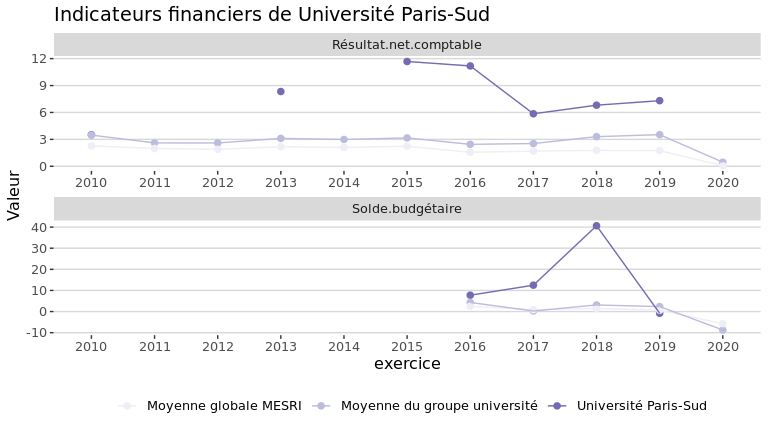 Indicateurs financiers de Université Paris-Sud
Résultat.net.comptable
12
9
6
3
0
2010 2011 2012 2013 2014 2015 2016 2017 2018 2019 2020
Valeur
Solde.budgétaire
40
30
20
10
0
-10
2010 2011 2012 2013 2014 2015 2016 2017 2018 2019 2020
exercice
Moyenne globale MESRI Moyenne du groupe université Université Paris-Sud